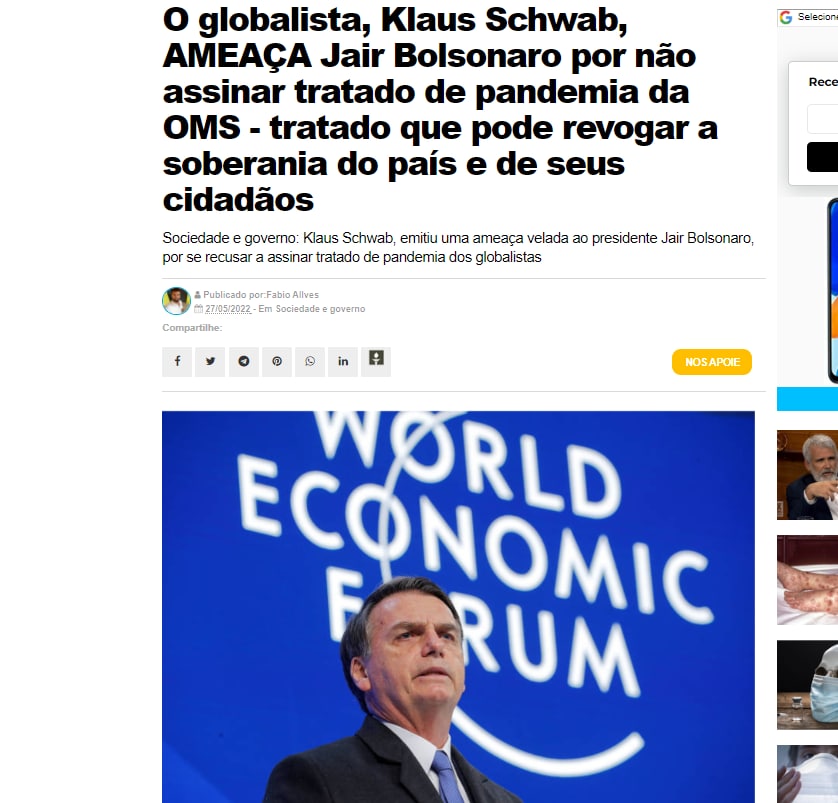 O globalista, Klaus Schwab,
AMEAÇA Jair Bolsonaro por não
assinar tratado de pandemia da
OMS - tratado que pode revogar a
soberania do país e de seus
cidadãos
Sociedade e governo: Klaus Schwab, emitiu uma ameaça velada ao presidente Jair Bolsonaro,
por se recusar a assinar tratado de pandemia dos globalistas
Publicado por:Fabio Allves
27/05/2022 - Em Sociedade e governo
Compartilhe:
NOS APOIE
WORLD
ECONOMIC
FORUM